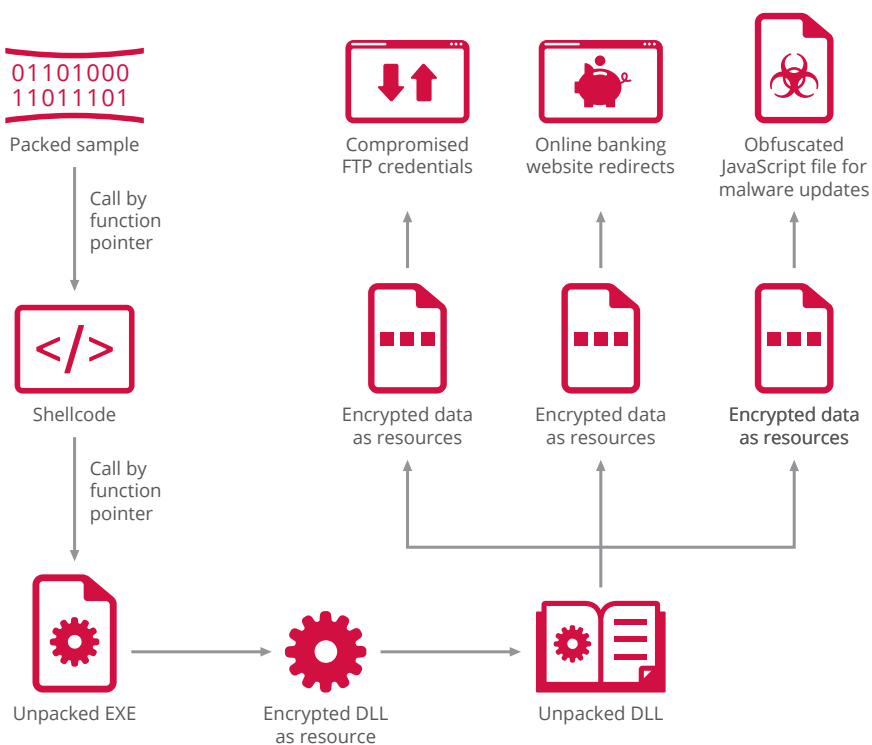 01101000
11011101
Packed sample
Call by
function
pointer
</>
Shellcode
Call by
function
pointer
Unpacked EXE
Encrypted DLL
as resource
Unpacked DLL
Encrypted data
as resources
Encrypted data
as resources
Encrypted data
as resources
Compromised
FTP credentials
Online banking
website redirects
Obfuscated
JavaScript file for
malware updates